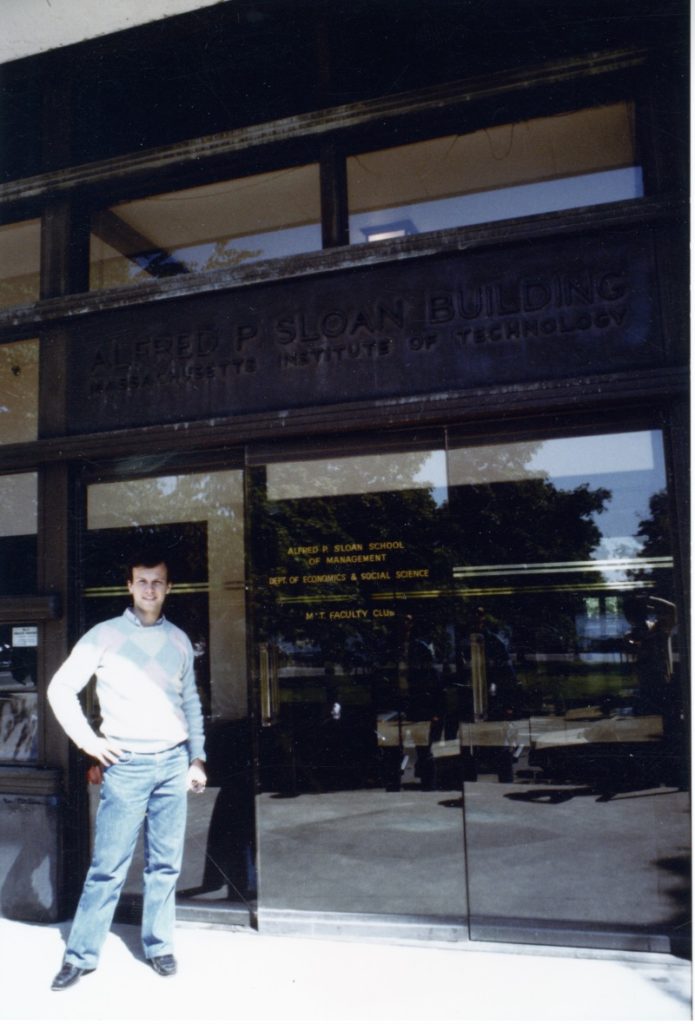 ALFRED P SLOAN BUILDING
MASSACHUSETTS INSTITUTE OF TECHNOLOGY
ALFRED P. SLOAN SCHOOL
OF MANAGEMENT
DEPT. OF ECONOMICS & SOCIAL SCIENCE
M.I.T. FACULTY CLUB